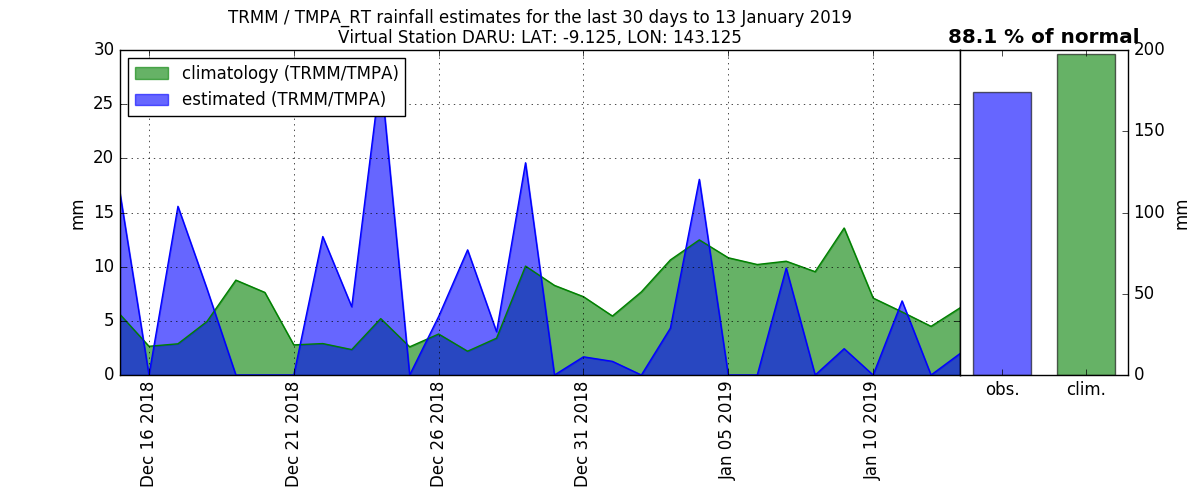 TRMM / TMPA_RT rainfall estimates for the last 30 days to 13 January 2019
Virtual Station DARU: LAT: -9.125, LON: 143.125
88.1 % of normal
climatology (TRMM/TMPA)
estimated (TRMM/TMPA)
30
25
20
15
10
5
0
mm
Dec 16 2018
Dec 21 2018
Dec 26 2018
Dec 31 2018
Jan 05 2019
Jan 10 2019
200
150
100
50
0
mm
obs.
clim.